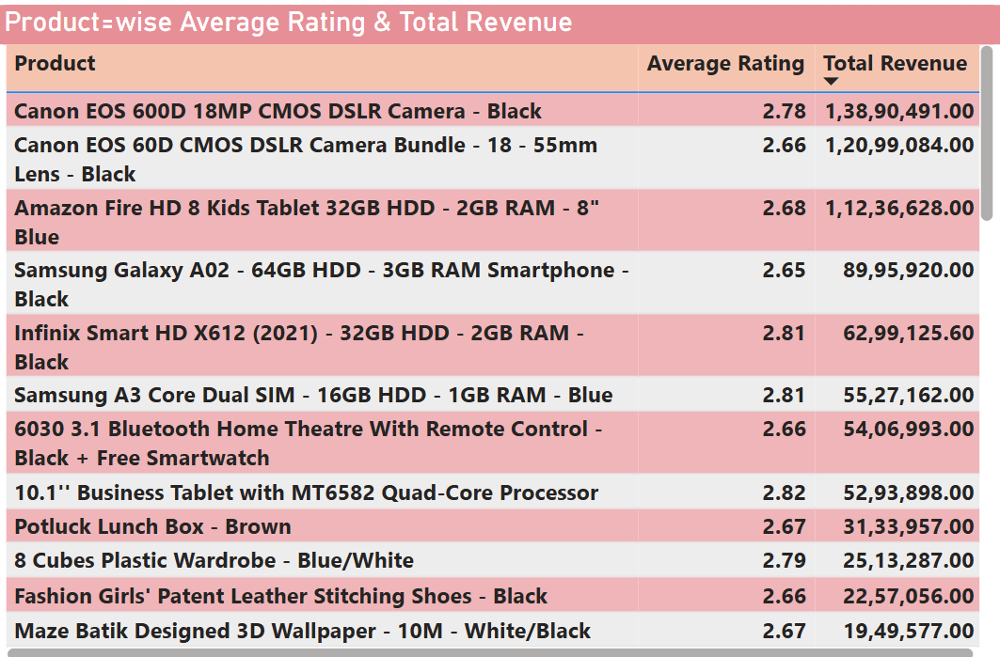 Product=wise Average Rating & Total Revenue
Product Average Rating Total Revenue
Canon EOS 600D 18MP CMOS DSLR Camera - Black 2.78 1,38,90,491.00
Canon EOS 60D CMOS DSLR Camera Bundle - 18 - 55mm 2.66 1,20,99,084.00
Lens - Black
Amazon Fire HD 8 Kids Tablet 32GB HDD - 2GB RAM - 8" 2.68 1,12,36,628.00
Blue
Samsung Galaxy A02 - 64GB HDD - 3GB RAM Smartphone - 2.65 89,95,920.00
Black
Infinix Smart HD X612 (2021) - 32GB HDD - 2GB RAM - 2.81 62,99,125.60
Black
Samsung A3 Core Dual SIM - 16GB HDD - 1GB RAM - Blue 2.81 55,27,162.00
6030 3.1 Bluetooth Home Theatre With Remote Control - 2.66 54,06,993.00
Black + Free Smartwatch
10.1'' Business Tablet with MT6582 Quad-Core Processor 2.82 52,93,898.00
Potluck Lunch Box - Brown 2.67 31,33,957.00
8 Cubes Plastic Wardrobe - Blue/White 2.79 25,13,287.00
Fashion Girls' Patent Leather Stitching Shoes - Black 2.66 22,57,056.00
Maze Batik Designed 3D Wallpaper - 10M - White/Black 2.67 19,49,577.00